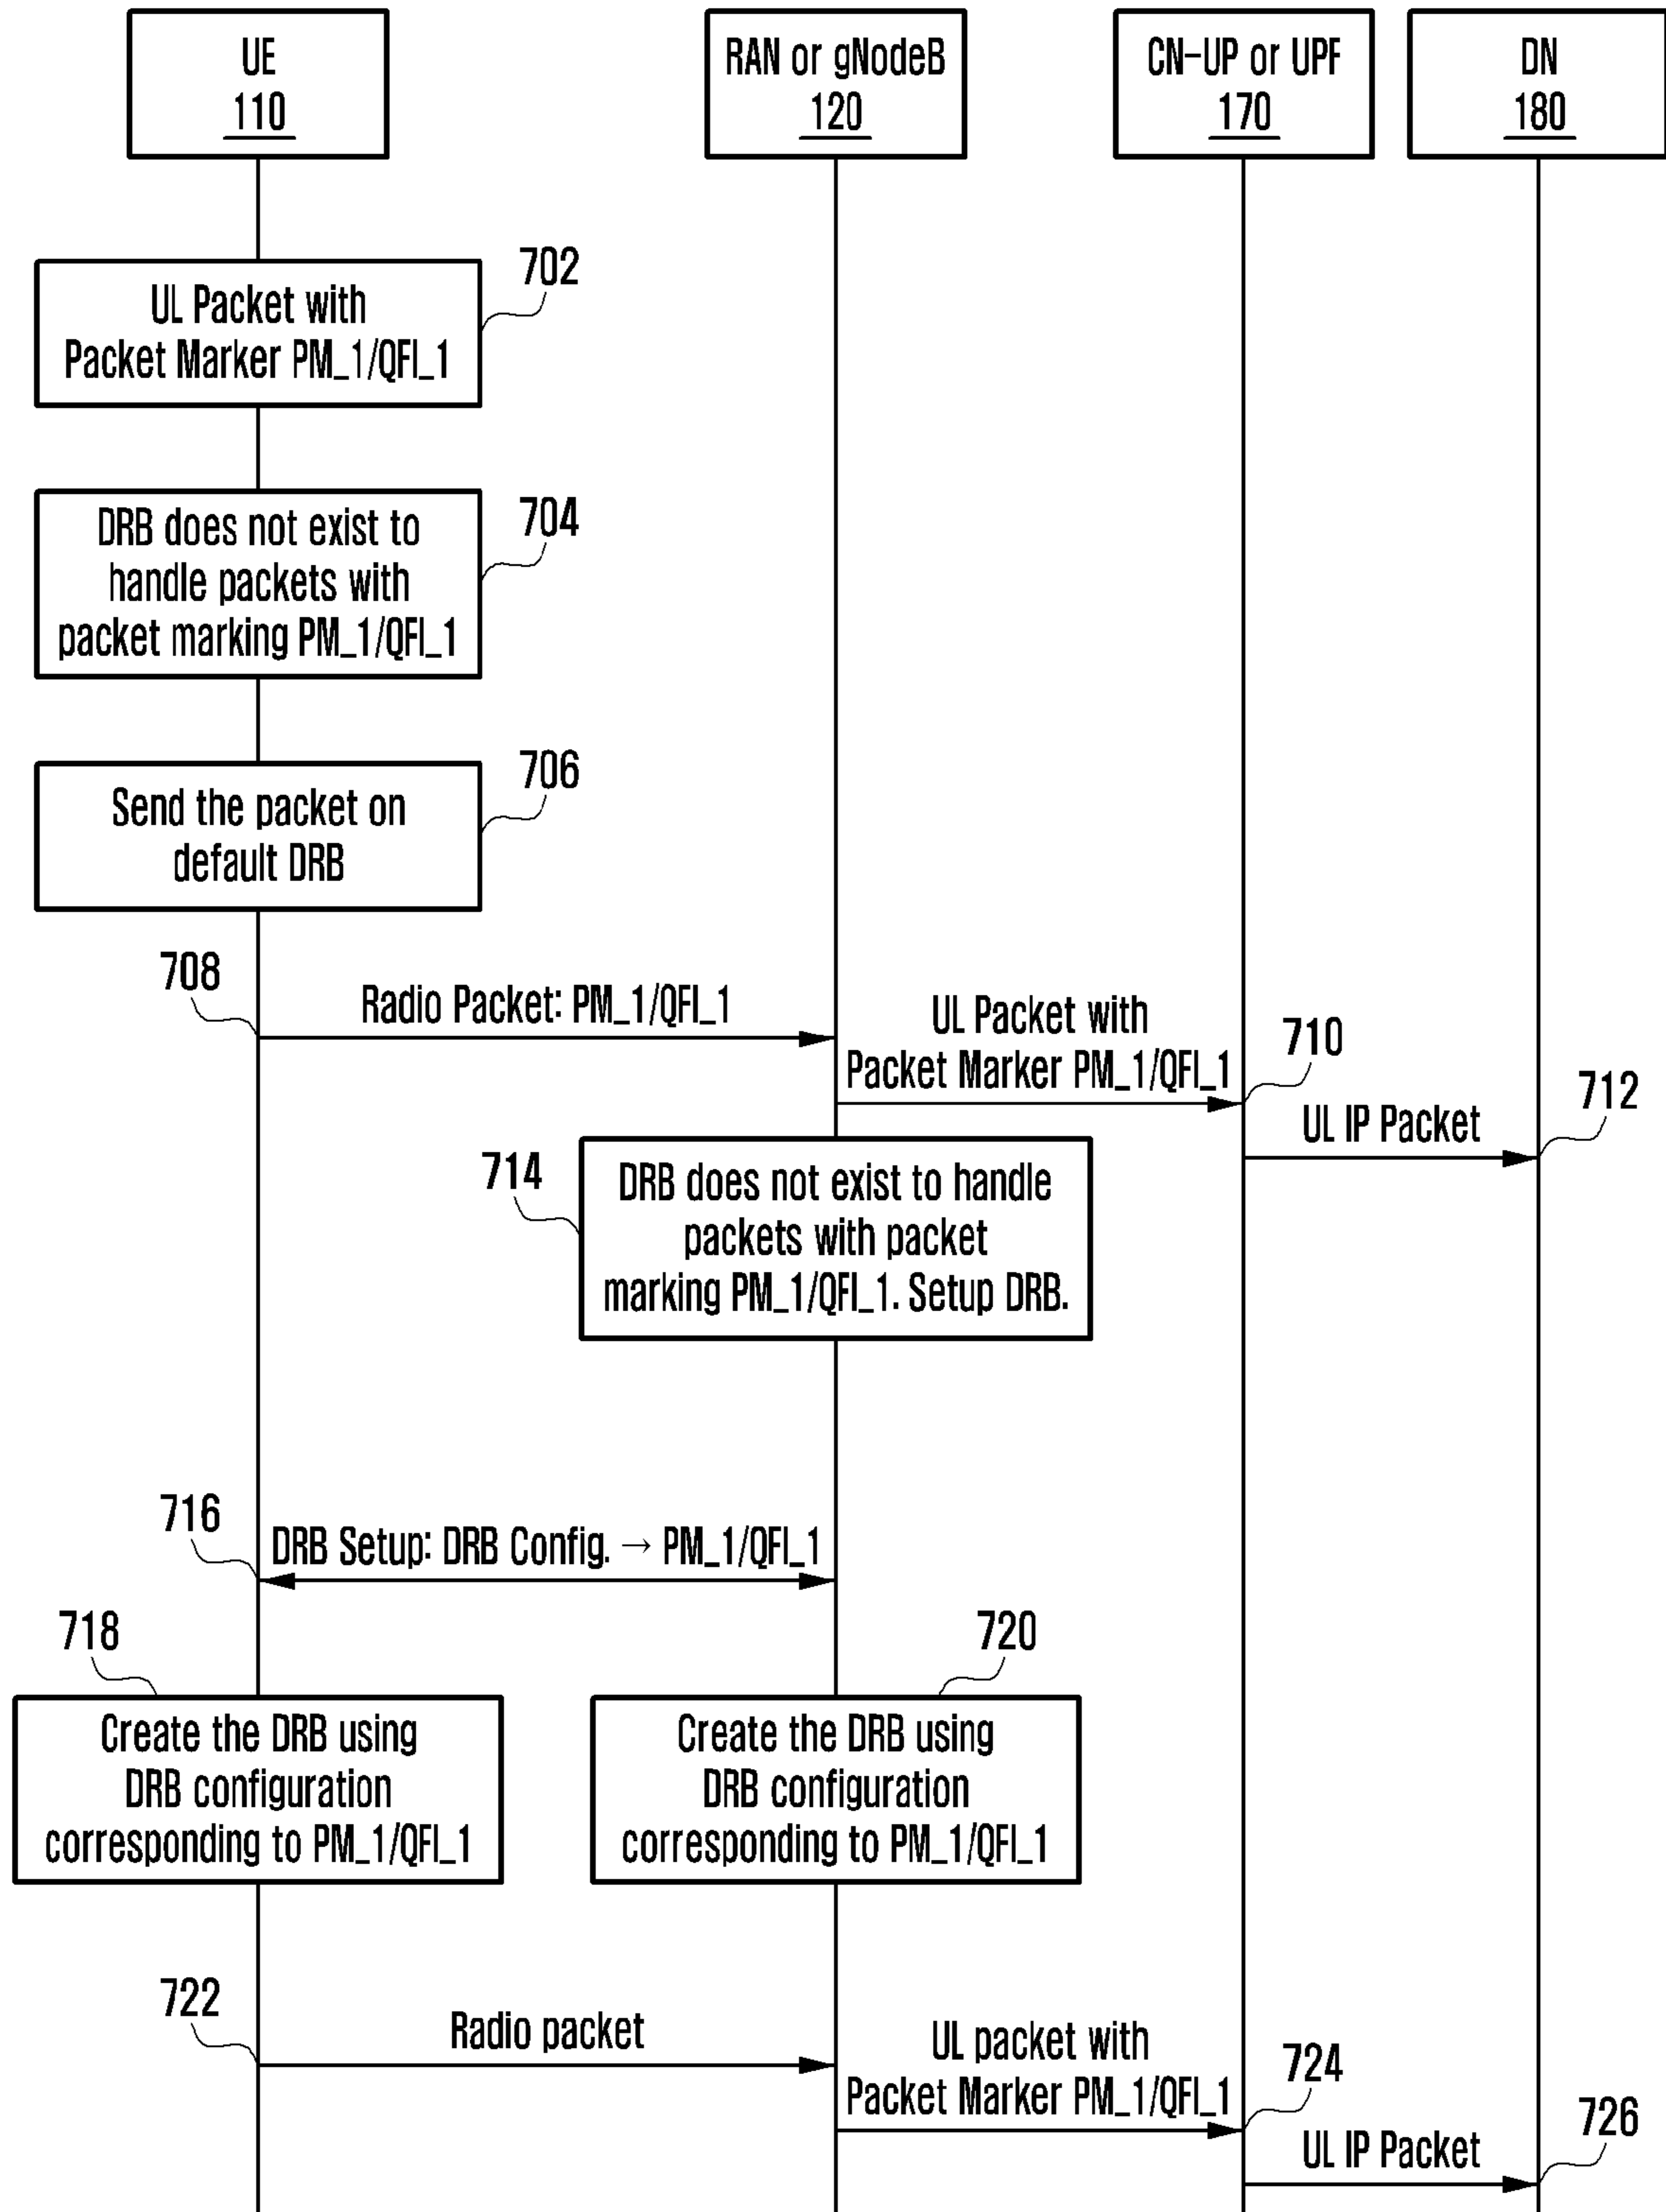 UE
110
RAN or gNodeB
120
CN-UP or UPF
170
DN
180
702
UL Packet with
Packet Marker PM_1/QFI_1
704
DRB does not exist to
handle packets with
packet marking PM_1/QFI_1
706
Send the packet on
default DRB
708
Radio Packet: PM_1/QFI_1
UL Packet with
Packet Marker PM_1/QFI_1
710
UL IP Packet
712
714
DRB does not exist to handle
packets with packet
marking PM_1/QFI_1. Setup DRB.
716
DRB Setup: DRB Config. → PM_1/QFI_1
718
Create the DRB using
DRB configuration
corresponding to PM_1/QFI_1
720
Create the DRB using
DRB configuration
corresponding to PM_1/QFI_1
722
Radio packet
UL packet with
Packet Marker PM_1/QFI_1
724
UL IP Packet
726